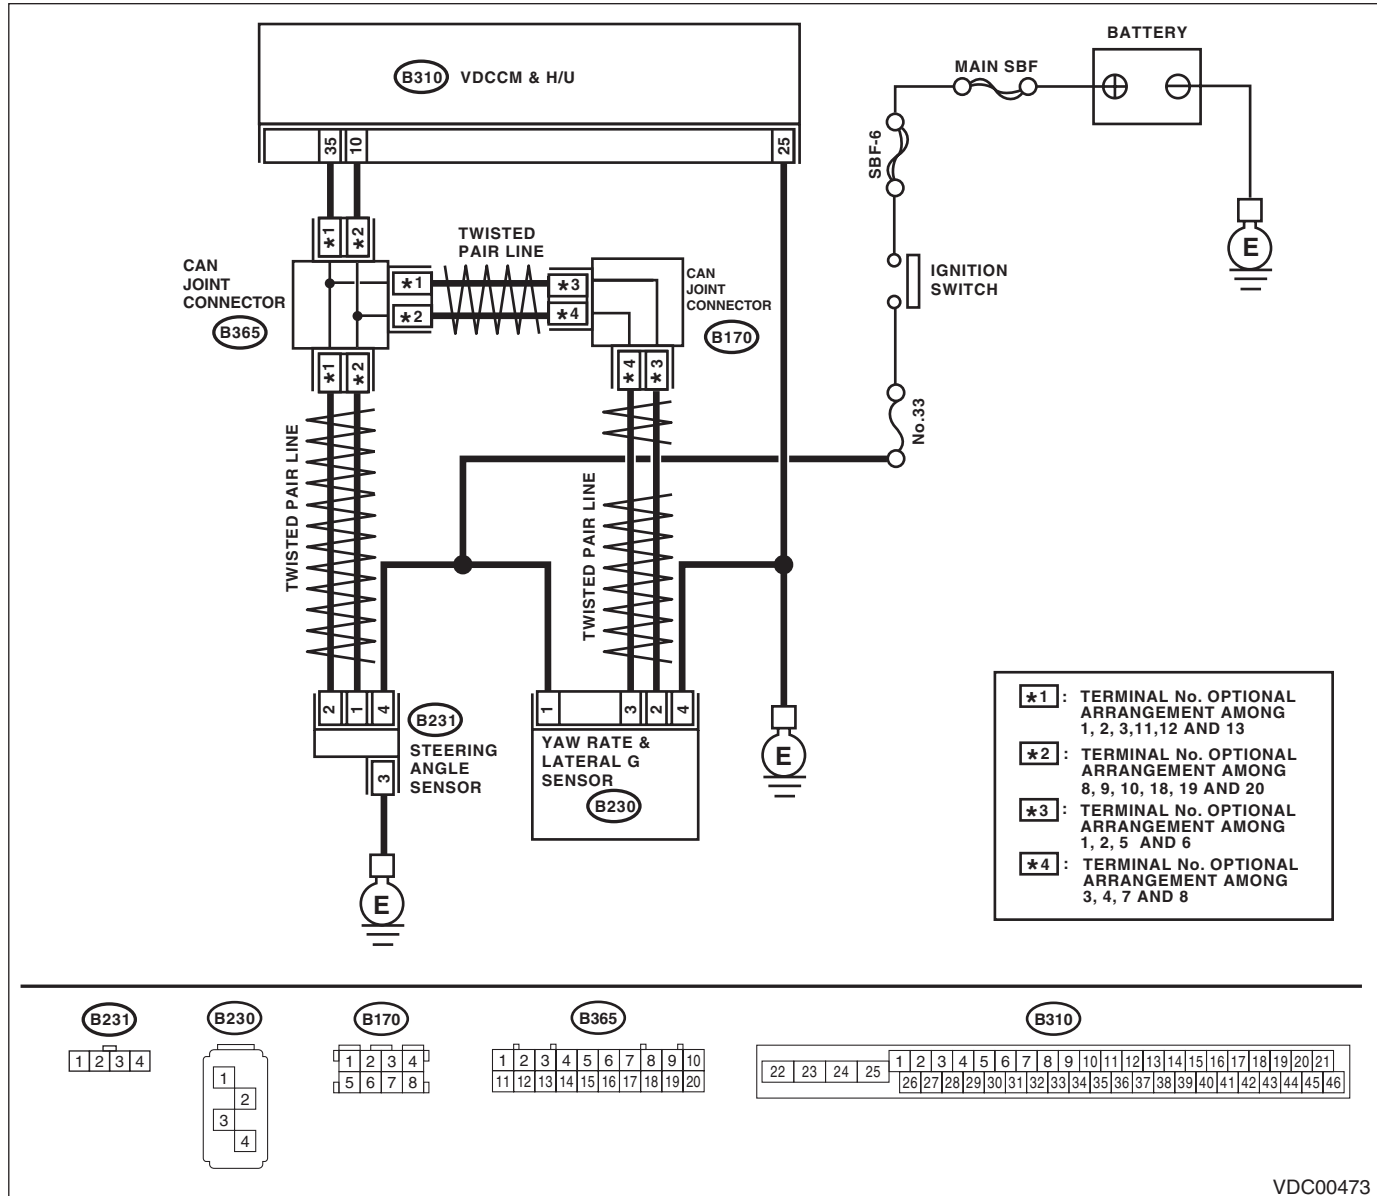 BATTERY
B310 VDCCM & H/U
MAIN SBF
SBF-6
35 10 25
*1 *2
TWISTED
PAIR LINE
CAN
JOINT
CONNECTOR
B365
*1
*2
*3
*4
CAN
JOINT
CONNECTOR
B170
IGNITION
SWITCH
E
*1 *2
*4 *3
No.33
TWISTED PAIR LINE
TWISTED PAIR LINE
2 1 4
B231
STEERING
ANGLE
SENSOR
3
E
1 3 2 4
YAW RATE &
LATERAL G
SENSOR
B230
E
*1 : TERMINAL No. OPTIONAL
ARRANGEMENT AMONG
1, 2, 3,11,12 AND 13
*2 : TERMINAL No. OPTIONAL
ARRANGEMENT AMONG
8, 9, 10, 18, 19 AND 20
*3 : TERMINAL No. OPTIONAL
ARRANGEMENT AMONG
1, 2, 5 AND 6
*4 : TERMINAL No. OPTIONAL
ARRANGEMENT AMONG
3, 4, 7 AND 8
B231
1 2 3 4
B230
1
2
3
4
B170
1 2 3 4
5 6 7 8
B365
1 2 3 4 5 6 7 8 9 10
11 12 13 14 15 16 17 18 19 20
B310
22 23 24 25
1 2 3 4 5 6 7 8 9 10 11 12 13 14 15 16 17 18 19 20 21
26 27 28 29 30 31 32 33 34 35 36 37 38 39 40 41 42 43 44 45 46
VDC00473